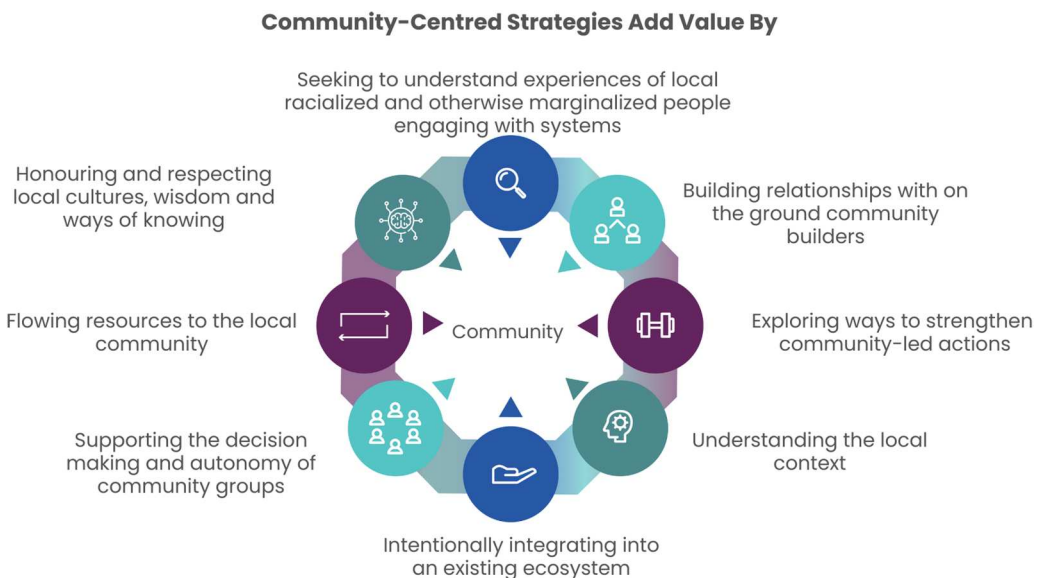 Community-Centred Strategies Add Value By
Seeking to understand experiences of local
racialized and otherwise marginalized people
engaging with systems
Building relationships with on
the ground community
builders
Exploring ways to strengthen
community-led actions
Understanding the local
context
Intentionally integrating into
an existing ecosystem
Supporting the decision
making and autonomy of
community groups
Flowing resources to the local
community
Honouring and respecting
local cultures, wisdom and
ways of knowing
Community